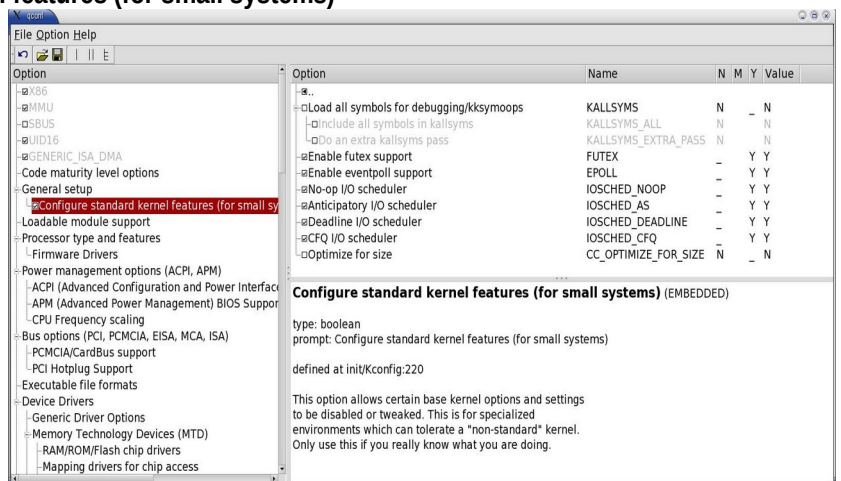 features (for small systems)
qconf
File Option Help
Option
X86
MMU
SBUS
UID16
GENERIC_ISA_DMA
Code maturity level options
General setup
Configure standard kernel features (for small sy
Loadable module support
Processor type and features
Firmware Drivers
Power management options (ACPI, APM)
ACPI (Advanced Configuration and Power Interface
APM (Advanced Power Management) BIOS Suppor
CPU Frequency scaling
Bus options (PCI, PCMCIA, EISA, MCA, ISA)
PCMCIA/CardBus support
PCI Hotplug Support
Executable file formats
Device Drivers
Generic Driver Options
Memory Technology Devices (MTD)
RAM/ROM/Flash chip drivers
Mapping drivers for chip access
Option Name N M Y Value
..
Load all symbols for debugging/kksymoops KALLSYMS N _ N
Include all symbols in kallsyms KALLSYMS_ALL N N
Do an extra kallsyms pass KALLSYMS_EXTRA_PASS N N
Enable futex support FUTEX _ Y Y
Enable eventpoll support EPOLL _ Y Y
No-op I/O scheduler IOSCHED_NOOP _ Y Y
Anticipatory I/O scheduler IOSCHED_AS _ Y Y
Deadline I/O scheduler IOSCHED_DEADLINE _ Y Y
CFQ I/O scheduler IOSCHED_CFQ _ Y Y
Optimize for size CC_OPTIMIZE_FOR_SIZE N _ N
Configure standard kernel features (for small systems) (EMBEDDED)
type: boolean
prompt: Configure standard kernel features (for small systems)
defined at init/Kconfig:220
This option allows certain base kernel options and settings
to be disabled or tweaked. This is for specialized
environments which can tolerate a "non-standard" kernel.
Only use this if you really know what you are doing.